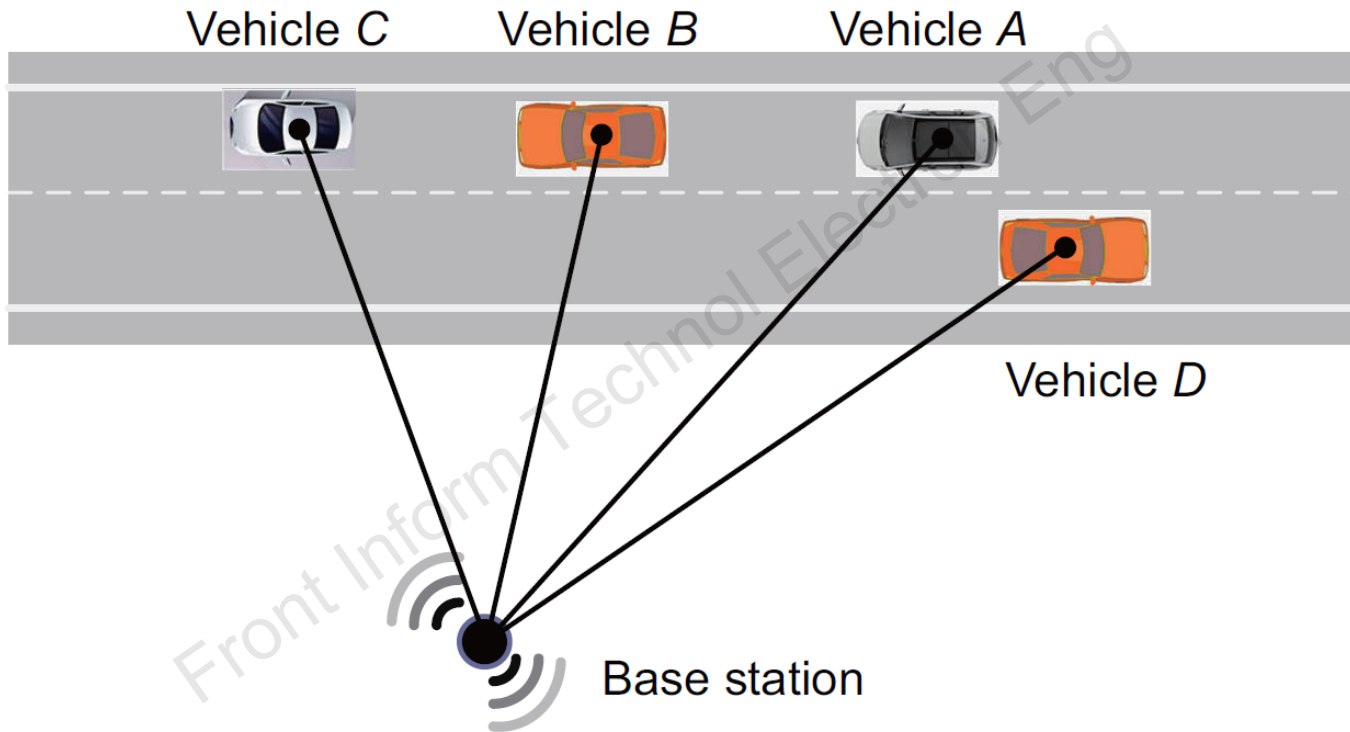 Vehicle C Vehicle B Vehicle A
Vehicle D
Base station
Front Inform Technol Electron Eng